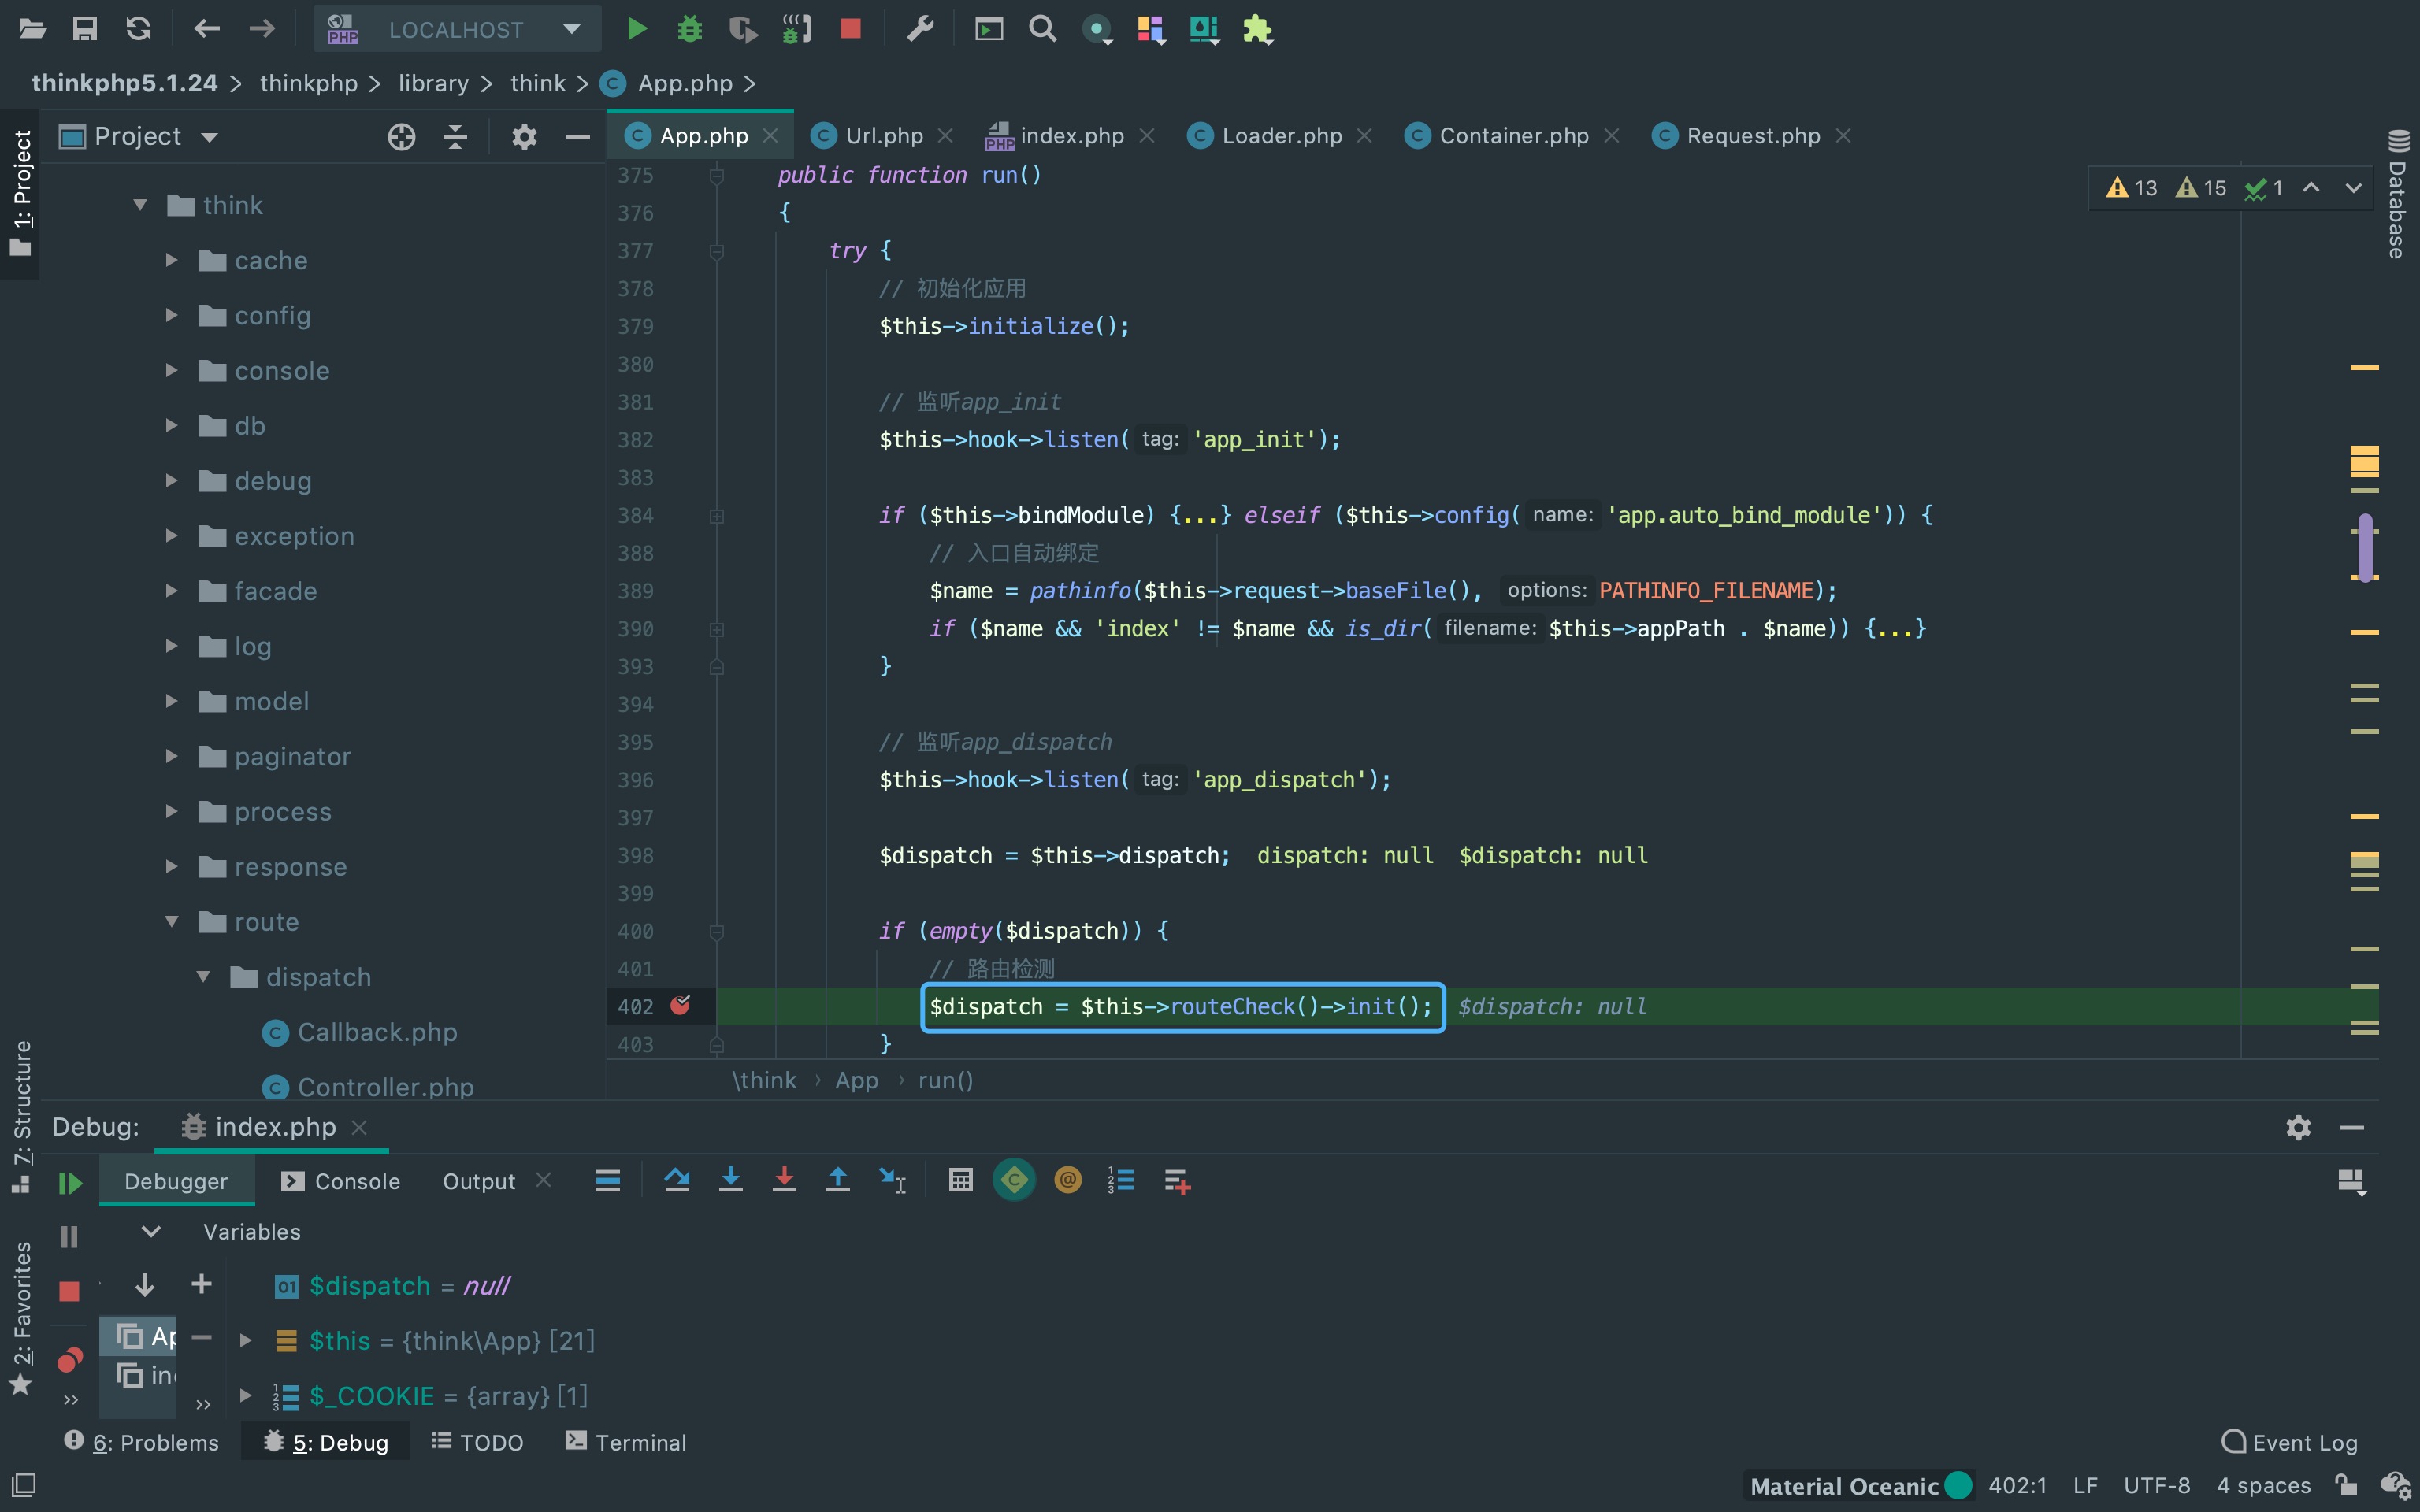 PHP LOCALHOST
thinkphp5.1.24 > thinkphp > library > think > C App.php >
1: Project
Project
C App.php C Url.php PHP index.php C Loader.php C Container.php C Request.php
think
cache
config
console
db
debug
exception
facade
log
model
paginator
process
response
route
dispatch
C Callback.php
C Controller.php
13 15 1
Database
375 public function run()
376 {
377 try {
378 // 初始化应用
379 $this->initialize();
380
381 // 监听app_init
382 $this->hook->listen( tag: 'app_init');
383
384 if ($this->bindModule) {...} elseif ($this->config( name: 'app.auto_bind_module')) {
388 // 入口自动绑定
389 $name = pathinfo($this->request->baseFile(), options: PATHINFO_FILENAME);
390 if ($name && 'index' != $name && is_dir( filename: $this->appPath . $name)) {...}
393 }
394
395 // 监听app_dispatch
396 $this->hook->listen( tag: 'app_dispatch');
397
398 $dispatch = $this->dispatch; dispatch: null $dispatch: null
399
400 if (empty($dispatch)) {
401 // 路由检测
402 $dispatch = $this->routeCheck()->init(); $dispatch: null
403 }
\think › App › run()
7: Structure
2: Favorites
Debug: index.php
Debugger Console Output
Variables
01 $dispatch = null
Ap
$this = {think\App} [21]
$_COOKIE = {array} [1]
6: Problems 5: Debug TODO Terminal Event Log
Material Oceanic 402:1 LF UTF-8 4 spaces